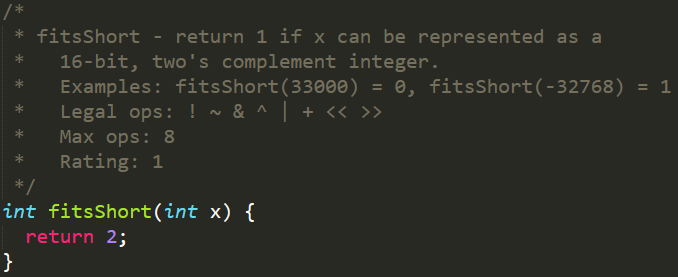 /*
 * fitsShort - return 1 if x can be represented as a
 *   16-bit, two's complement integer.
 *   Examples: fitsShort(33000) = 0, fitsShort(-32768) = 1
 *   Legal ops: ! ~ & ^ | + << >>
 *   Max ops: 8
 *   Rating: 1
 */
int fitsShort(int x) {
  return 2;
}